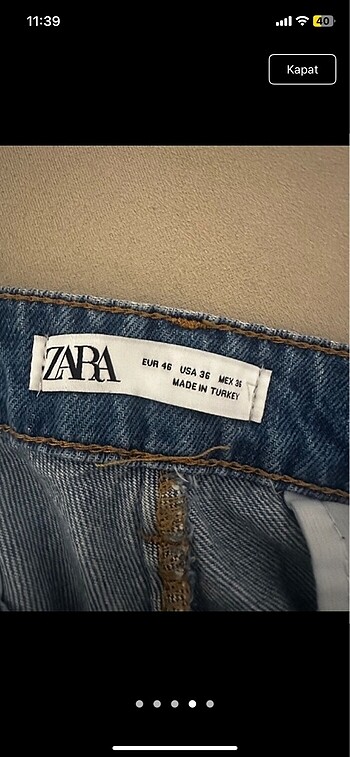 11:39
40
Kapat
ZARA
EUR 46 USA 36 MEX 36
MADE IN TURKEY